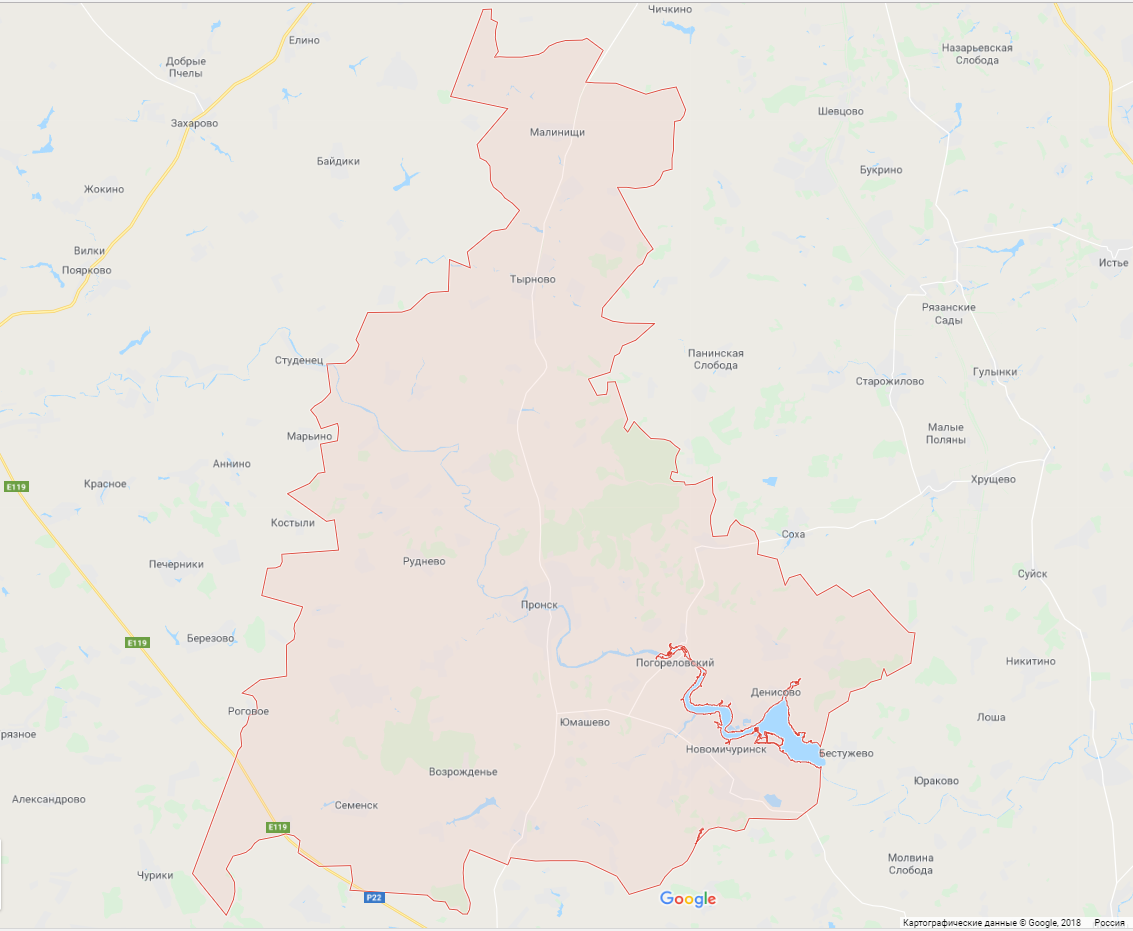 Чичкино
Елино
Назарьевская
Слобода
Добрые
Пчелы
Шевцово
Захарово
Малинищи
Байдики
Букрино
Жокино
Вилки
Поярково
Истье
Тырново
Рязанские
Сады
Студенец
Панинская
Слобода
Гулынки
Старожилово
Малые
Поляны
Марьино
Аннино
Красное
E119
Хрущево
Костыли
Соха
Руднево
Печерники
Суйск
Пронск
Березово
E119
Погореловский
Никитино
Денисово
Роговое
Юмашево
Лоша
рязное
Новомичуринск
Бестужево
Возрожденье
Юраково
Александрово
Семенск
E119
Молвина
Слобода
Чурики
P22
Google
Картографические данные © Google, 2018 Россия